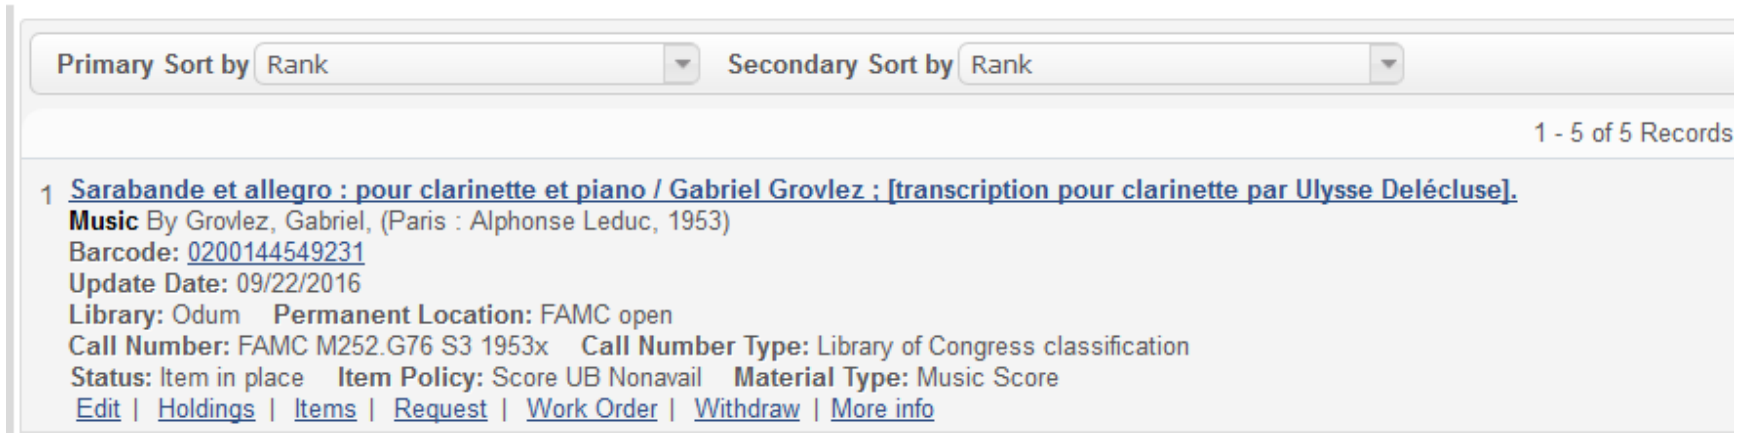 Primary Sort by Rank Secondary Sort by Rank
1 - 5 of 5 Records
1 Sarabande et allegro : pour clarinette et piano / Gabriel Grovlez ; [transcription pour clarinette par Ulysse Delécluse].
Music By Grovlez, Gabriel, (Paris : Alphonse Leduc, 1953)
Barcode: 0200144549231
Update Date: 09/22/2016
Library: Odum Permanent Location: FAMC open
Call Number: FAMC M252.G76 S3 1953x Call Number Type: Library of Congress classification
Status: Item in place Item Policy: Score UB Nonavail Material Type: Music Score
Edit | Holdings | Items | Request | Work Order | Withdraw | More info